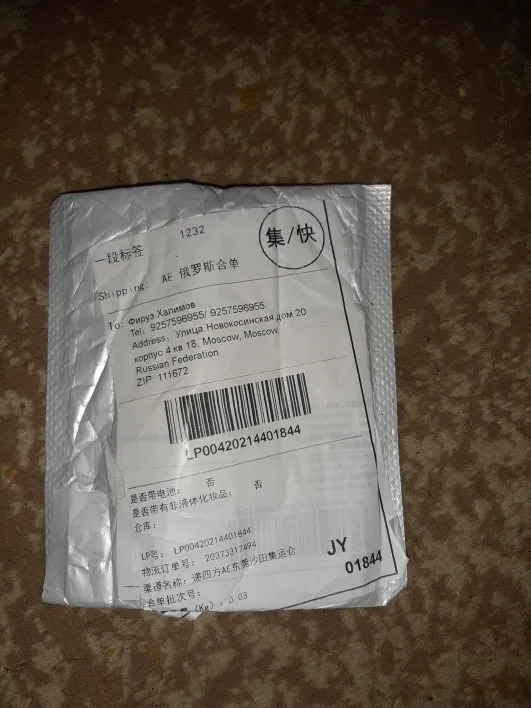 一段标签 1232
集/快
Shipping: AE 俄罗斯合单
To: Фируз Халимов
Tel: 9257596955/ 9257596955
Address: Улица Новокосинская дом 20
корпус 4 кв 18, Moscow, Moscow,
Russian Federation
ZIP: 111672
LP00420214401844
是否带电池: 否
是否带有非液体化妆品: 否
仓库:
LP号: LP00420214401844
物流订单号: 20373317494
渠道名称: 递四方AE东莞沙田集运仓
合单批次号:
(Kg): 0.03
JY
01844